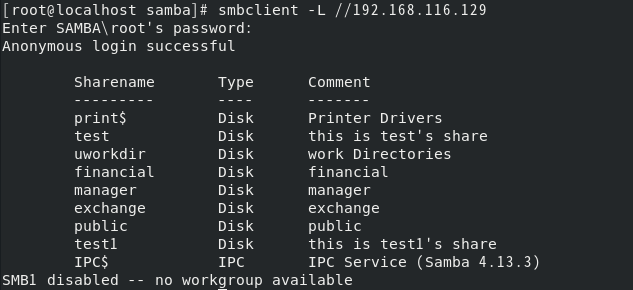 [root@localhost samba]# smbclient -L //192.168.116.129
Enter SAMBA\root's password:
Anonymous login successful
Sharename Type Comment
--------- ---- -------
print$ Disk Printer Drivers
test Disk this is test's share
uworkdir Disk work Directories
financial Disk financial
manager Disk manager
exchange Disk exchange
public Disk public
test1 Disk this is test1's share
IPC$ IPC IPC Service (Samba 4.13.3)
SMB1 disabled -- no workgroup available